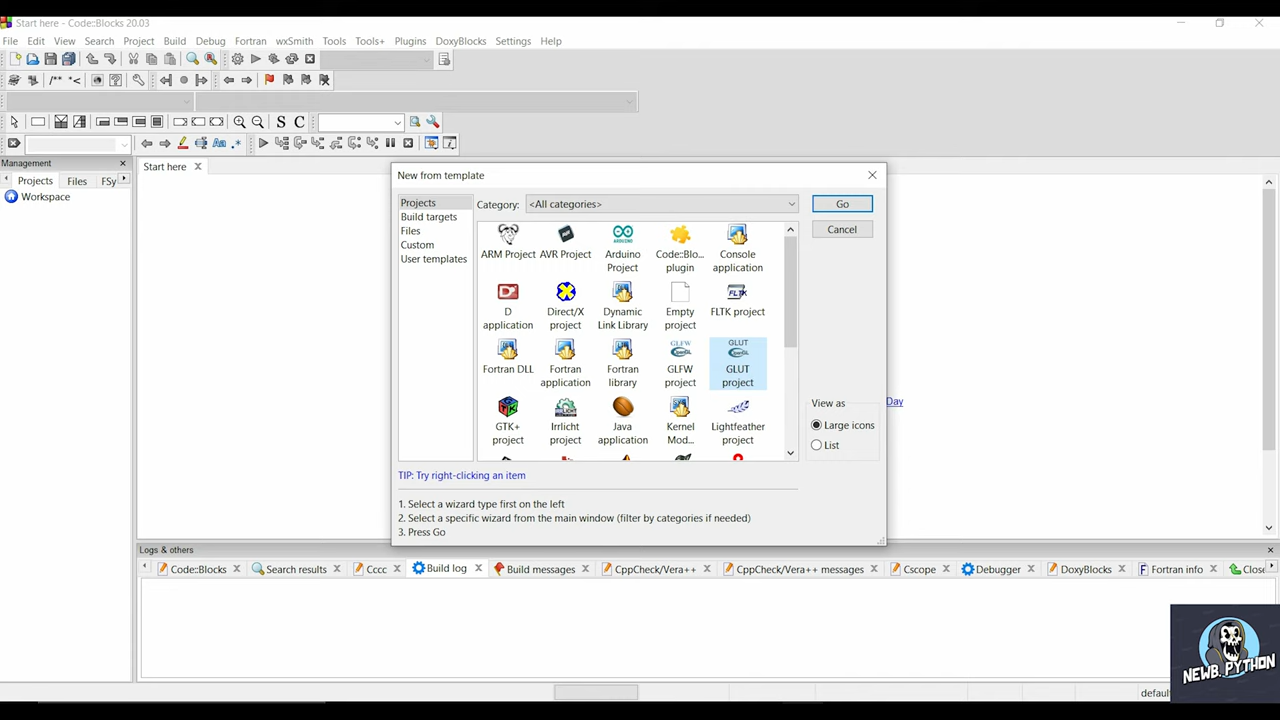 Start here - Code::Blocks 20.03
File Edit View Search Project Build Debug Fortran wxSmith Tools Tools+ Plugins DoxyBlocks Settings Help
/** *<
S C
Aa .*
Management
Projects Files FSy
Workspace
Start here
New from template
Projects
Build targets
Files
Custom
User templates
Category: <All categories>
Go
Cancel
ARM Project AVR Project Arduino Project Code::Blo... plugin Console application
D application Direct/X project Dynamic Link Library Empty project FLTK project
Fortran DLL Fortran application Fortran library GLFW project GLUT project
GTK+ project Irrlicht project Java application Kernel Mod... Lightfeather project
View as
Large icons
List
Day
TIP: Try right-clicking an item
1. Select a wizard type first on the left
2. Select a specific wizard from the main window (filter by categories if needed)
3. Press Go
Logs & others
Code::Blocks Search results Cccc Build log Build messages CppCheck/Vera++ CppCheck/Vera++ messages Cscope Debugger DoxyBlocks Fortran info Close
defaul
NEWB.PYTHON